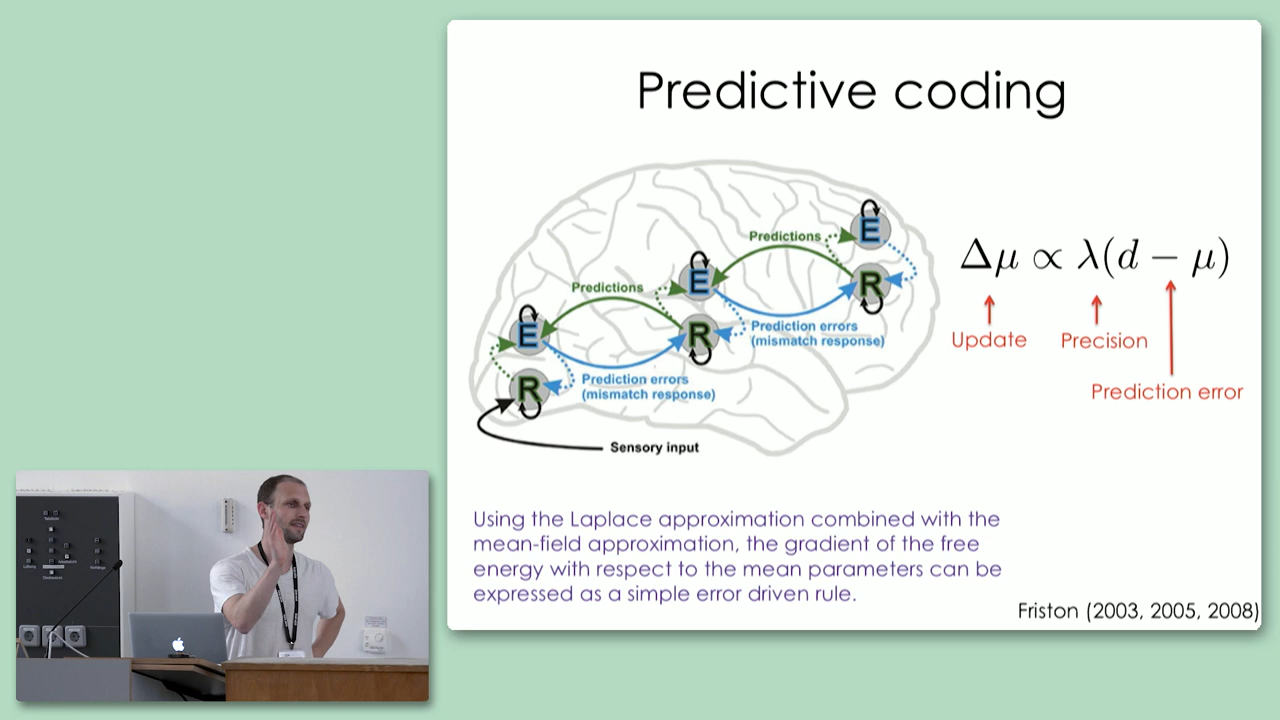 Predictive coding
Predictions
E
R
Predictions
E
R
Prediction errors
(mismatch response)
E
R
Prediction errors
(mismatch response)
Sensory input
Δμ ∝ λ(d − μ)
Update
Precision
Prediction error
Using the Laplace approximation combined with the
mean-field approximation, the gradient of the free
energy with respect to the mean parameters can be
expressed as a simple error driven rule.
Friston (2003, 2005, 2008)